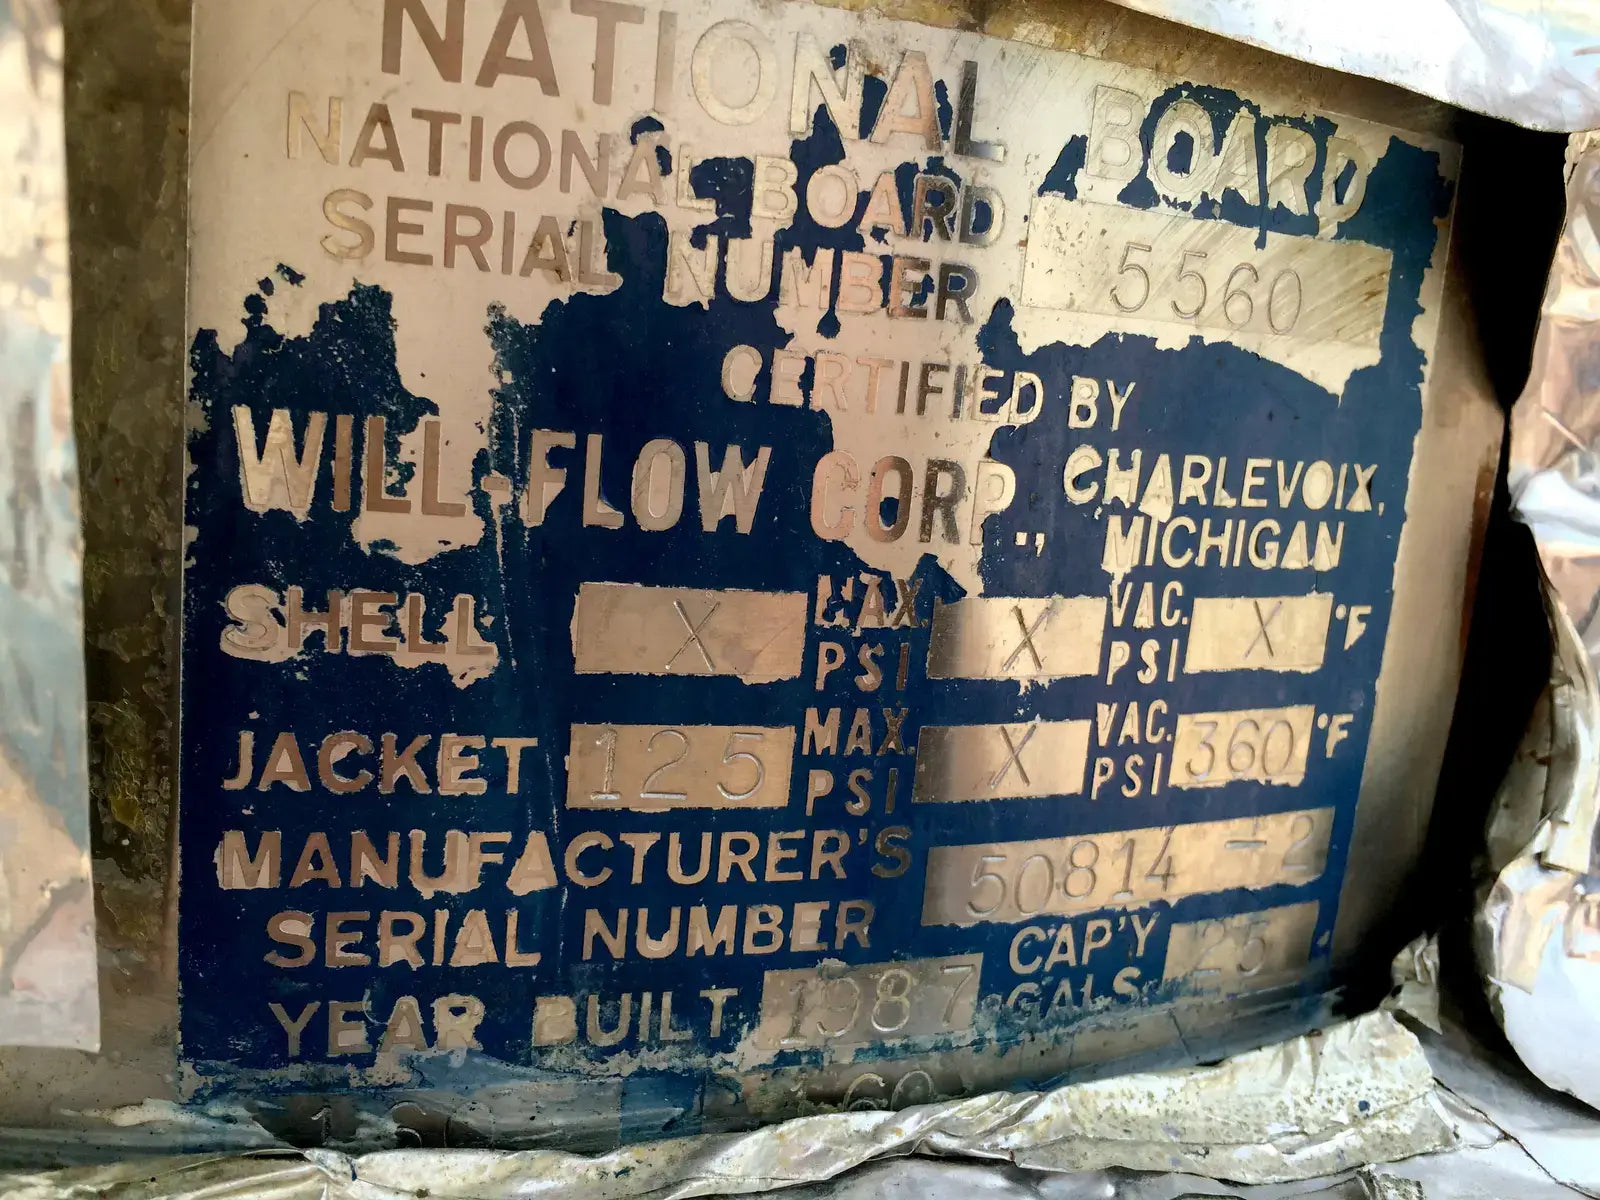 NATIONAL BOARD
NATIONAL BOARD
SERIAL NUMBER 5560
CERTIFIED BY
WILL-FLOW CORP., CHARLEVOIX, MICHIGAN
SHELL X MAX. PSI X VAC. PSI X °F
JACKET 125 MAX. PSI X VAC. PSI 360 °F
MANUFACTURER'S
SERIAL NUMBER 50814-2
YEAR BUILT 1987 CAP'Y GALS. 25